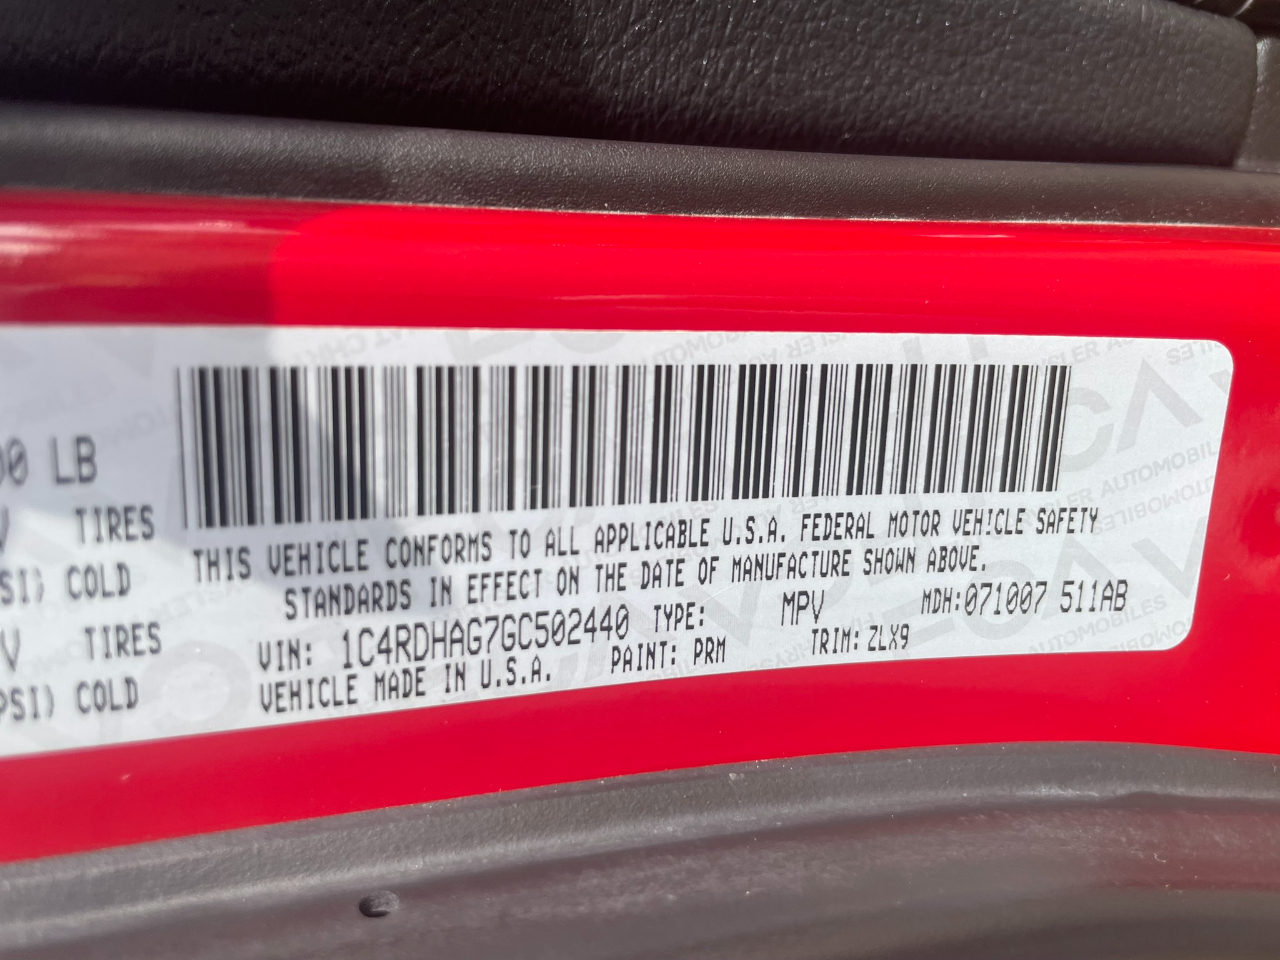 00 LB
TIRES
SI) COLD
V TIRES
PSI) COLD
THIS VEHICLE CONFORMS TO ALL APPLICABLE U.S.A. FEDERAL MOTOR VEHICLE SAFETY
STANDARDS IN EFFECT ON THE DATE OF MANUFACTURE SHOWN ABOVE.
VIN: 1C4RDHAG7GC502440 TYPE: MPV MDH:071007 511AB
VEHICLE MADE IN U.S.A. PAINT: PRM TRIM: ZLX9